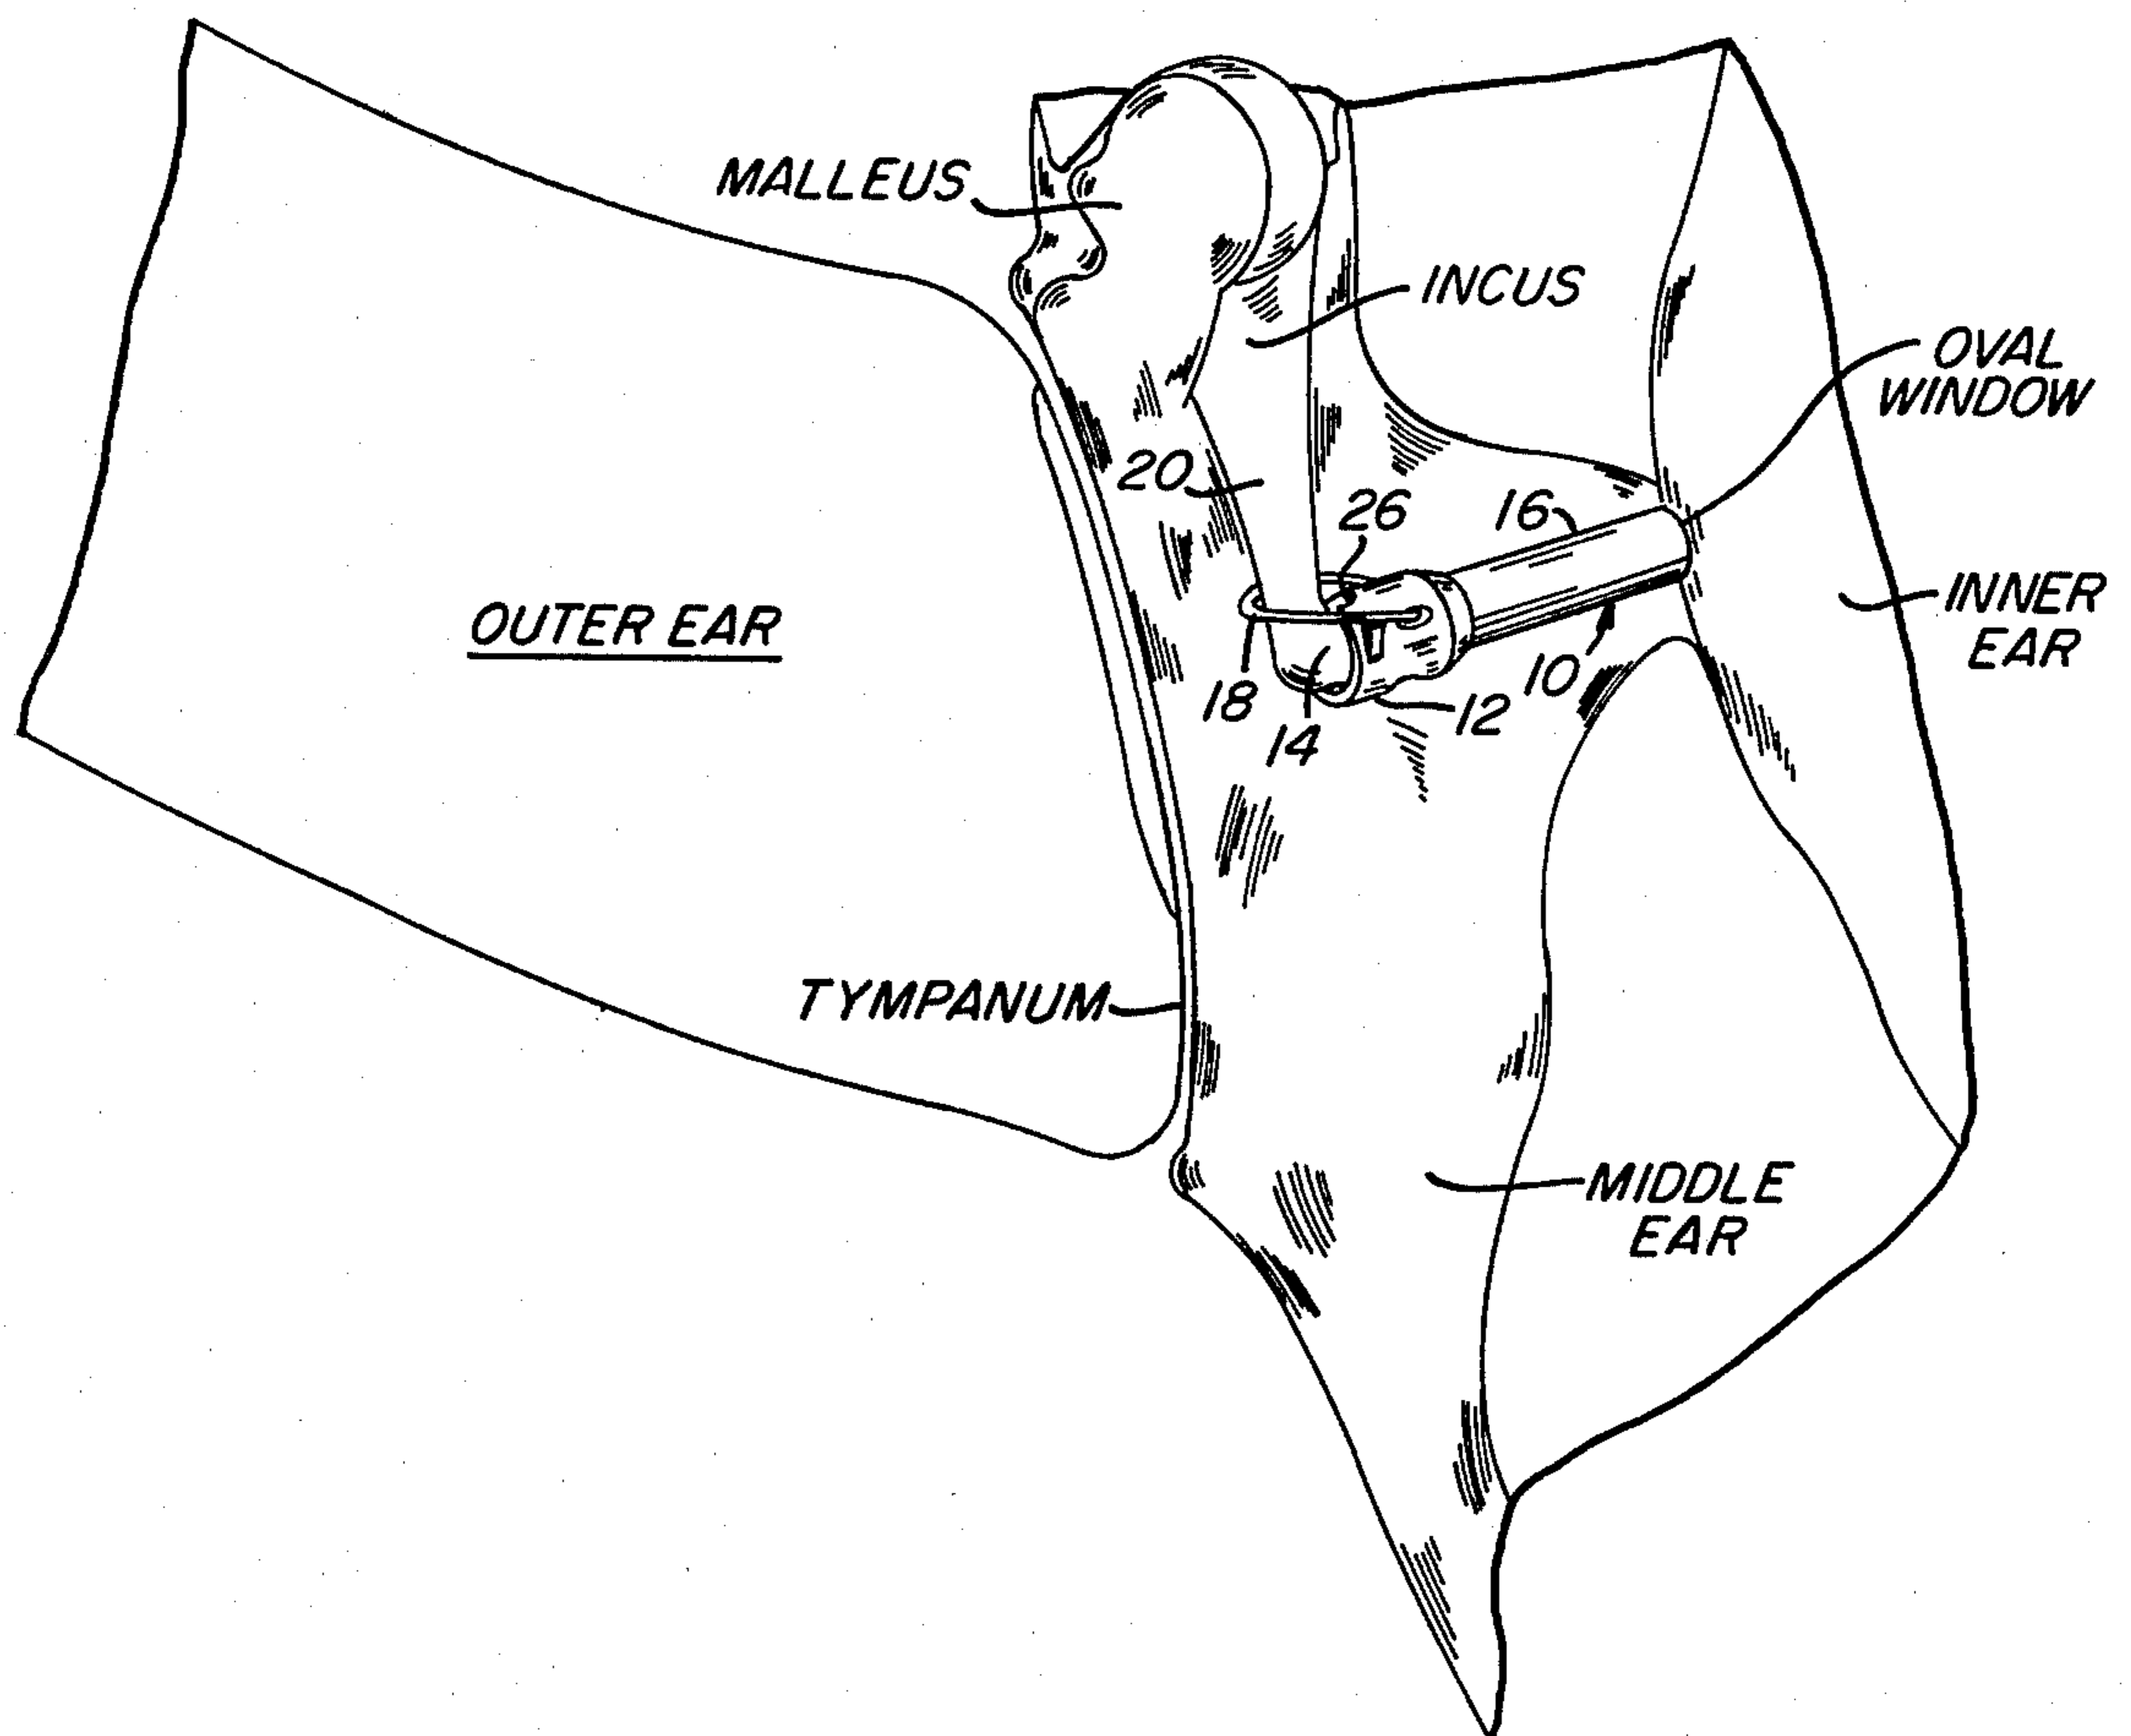 MALLEUS
INCUS
OVAL
WINDOW
20
26
16
OUTER EAR
INNER
EAR
18
14
12
10
TYMPANUM
MIDDLE
EAR